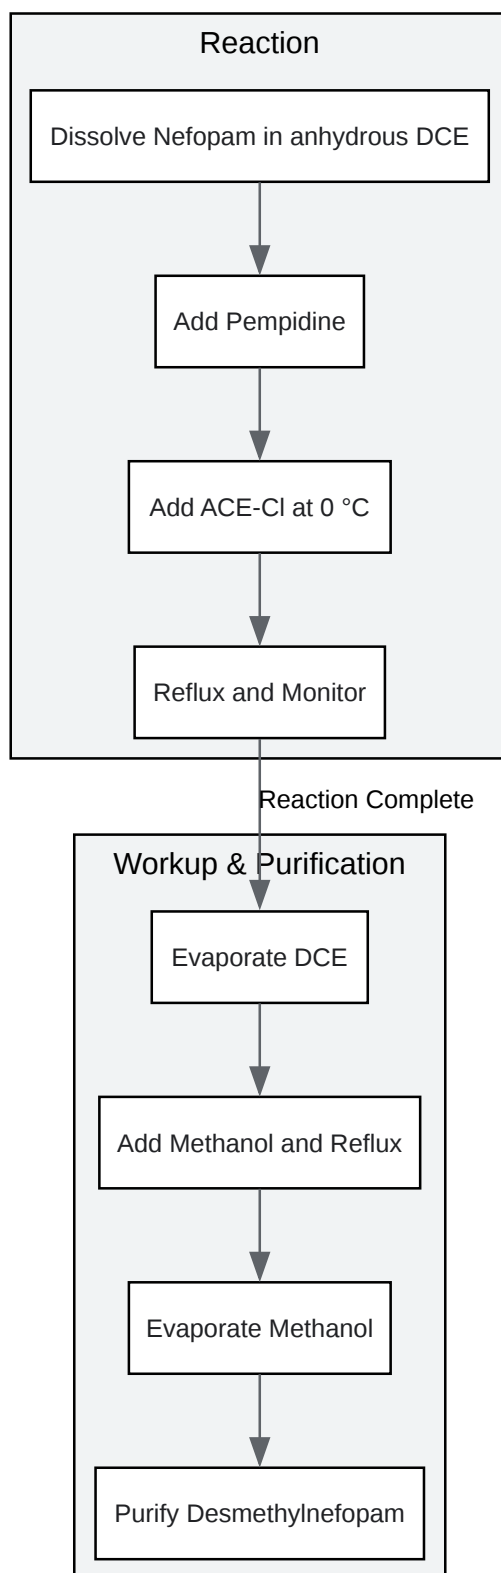 Reaction
Dissolve Nefopam in anhydrous DCE
Add Pempidine
Add ACE-Cl at 0 °C
Reflux and Monitor
Reaction Complete
Workup & Purification
Evaporate DCE
Add Methanol and Reflux
Evaporate Methanol
Purify Desmethylnefopam